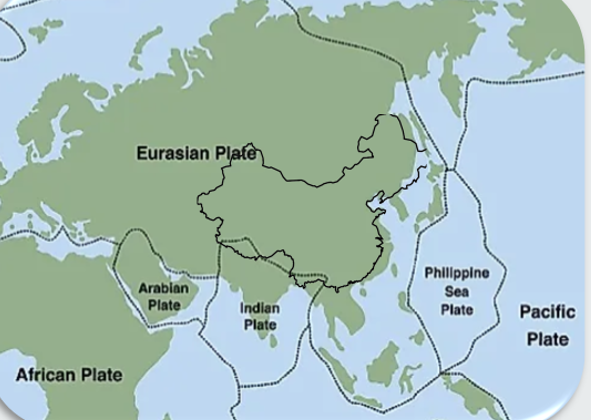 Eurasian Plate
Arabian
Plate
Indian
Plate
Philippine
Sea
Plate
Pacific
Plate
African Plate